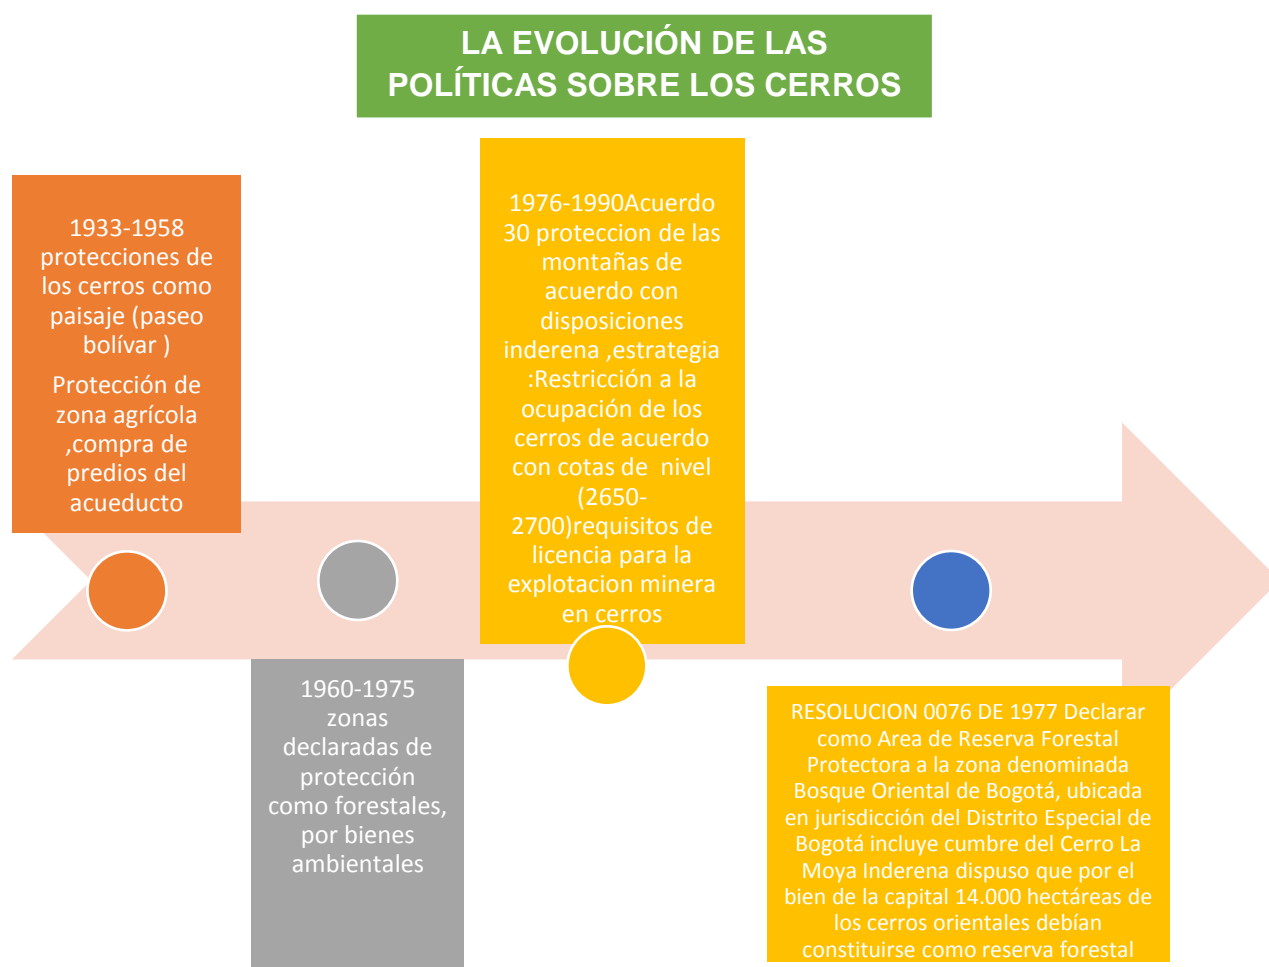 LA EVOLUCIÓN DE LAS
POLÍTICAS SOBRE LOS CERROS
1933-1958
protecciones de
los cerros como
paisaje (paseo
bolívar )
Protección de
zona agrícola
,compra de
predios del
acueducto
1960-1975
zonas
declaradas de
protección
como forestales,
por bienes
ambientales
1976-1990Acuerdo
30 proteccion de las
montañas de
acuerdo con
disposiciones
inderena ,estrategia
:Restricción a la
ocupación de los
cerros de acuerdo
con cotas de nivel
(2650-
2700)requisitos de
licencia para la
explotacion minera
en cerros
RESOLUCION 0076 DE 1977 Declarar
como Area de Reserva Forestal
Protectora a la zona denominada
Bosque Oriental de Bogotá, ubicada
en jurisdicción del Distrito Especial de
Bogotá incluye cumbre del Cerro La
Moya Inderena dispuso que por el
bien de la capital 14.000 hectáreas de
los cerros orientales debían
constituirse como reserva forestal